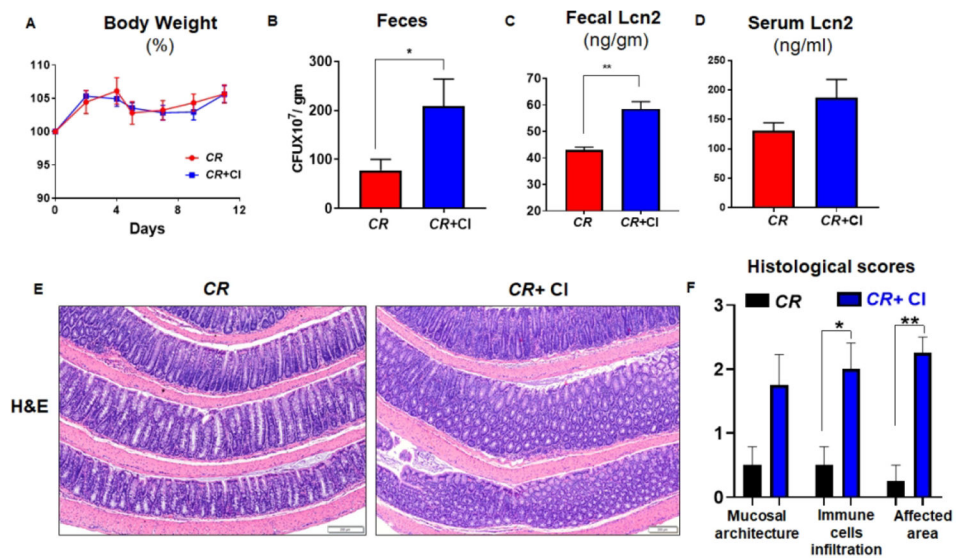 A
Body Weight
(%)
110
105
100
95
90
0
4
8
12
Days
CR
CR+CI
B
Feces
CFUX10⁷/ gm
300
200
100
0
*
CR
CR+CI
C
Fecal Lcn2
(ng/gm)
70
60
50
40
30
20
**
CR
CR+CI
D
Serum Lcn2
(ng/ml)
250
200
150
100
50
0
CR
CR+CI
E
CR
CR+ CI
H&E
F
Histological scores
CR
CR+ CI
3
2
1
0
*
**
Mucosal
architecture
Immune
cells
infiltration
Affected
area